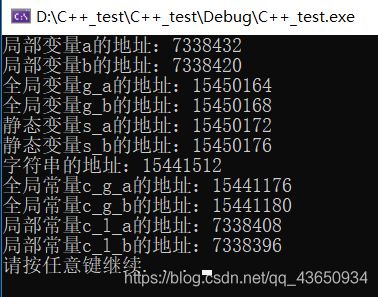 D:\C++_test\C++_test\Debug\C++_test.exe
局部变量a的地址：7338432
局部变量b的地址：7338420
全局变量g_a的地址：15450164
全局变量g_b的地址：15450168
静态变量s_a的地址：15450172
静态变量s_b的地址：15450176
字符串的地址：15441512
全局常量c_g_a的地址：15441176
全局常量c_g_b的地址：15441180
局部常量c_l_a的地址：7338408
局部常量c_l_b的地址：7338396
请按任意键继续. . .
https://blog.csdn.net/qq_43650934